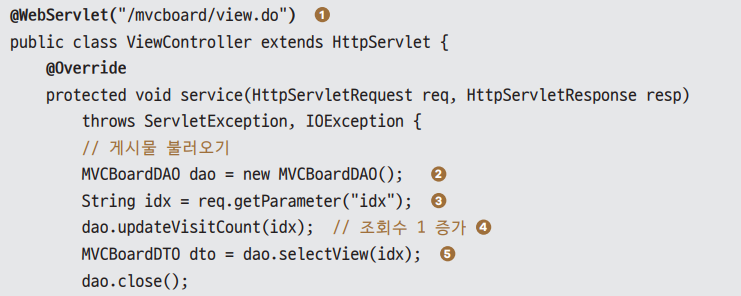 @WebServlet("/mvcboard/view.do") ❶
public class ViewController extends HttpServlet {
    @Override
    protected void service(HttpServletRequest req, HttpServletResponse resp)
        throws ServletException, IOException {
        // 게시물 불러오기
        MVCBoardDAO dao = new MVCBoardDAO(); ❷
        String idx = req.getParameter("idx"); ❸
        dao.updateVisitCount(idx); // 조회수 1 증가 ❹
        MVCBoardDTO dto = dao.selectView(idx); ❺
        dao.close();